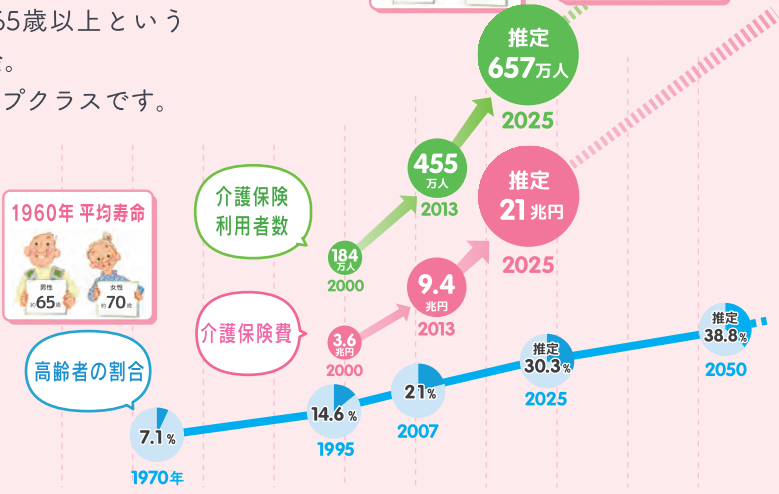 65歳以上という
プクラスです。
推定
657万人
2025
455
万人
2013
推定
21兆円
2025
介護保険
利用者数
184
万人
2000
1960年 平均寿命
男性
約65歳
女性
約70歳
9.4
兆円
2013
介護保険費
3.6
兆円
2000
高齢者の割合
7.1%
1970年
14.6%
1995
21%
2007
推定
30.3%
2025
推定
38.8%
2050